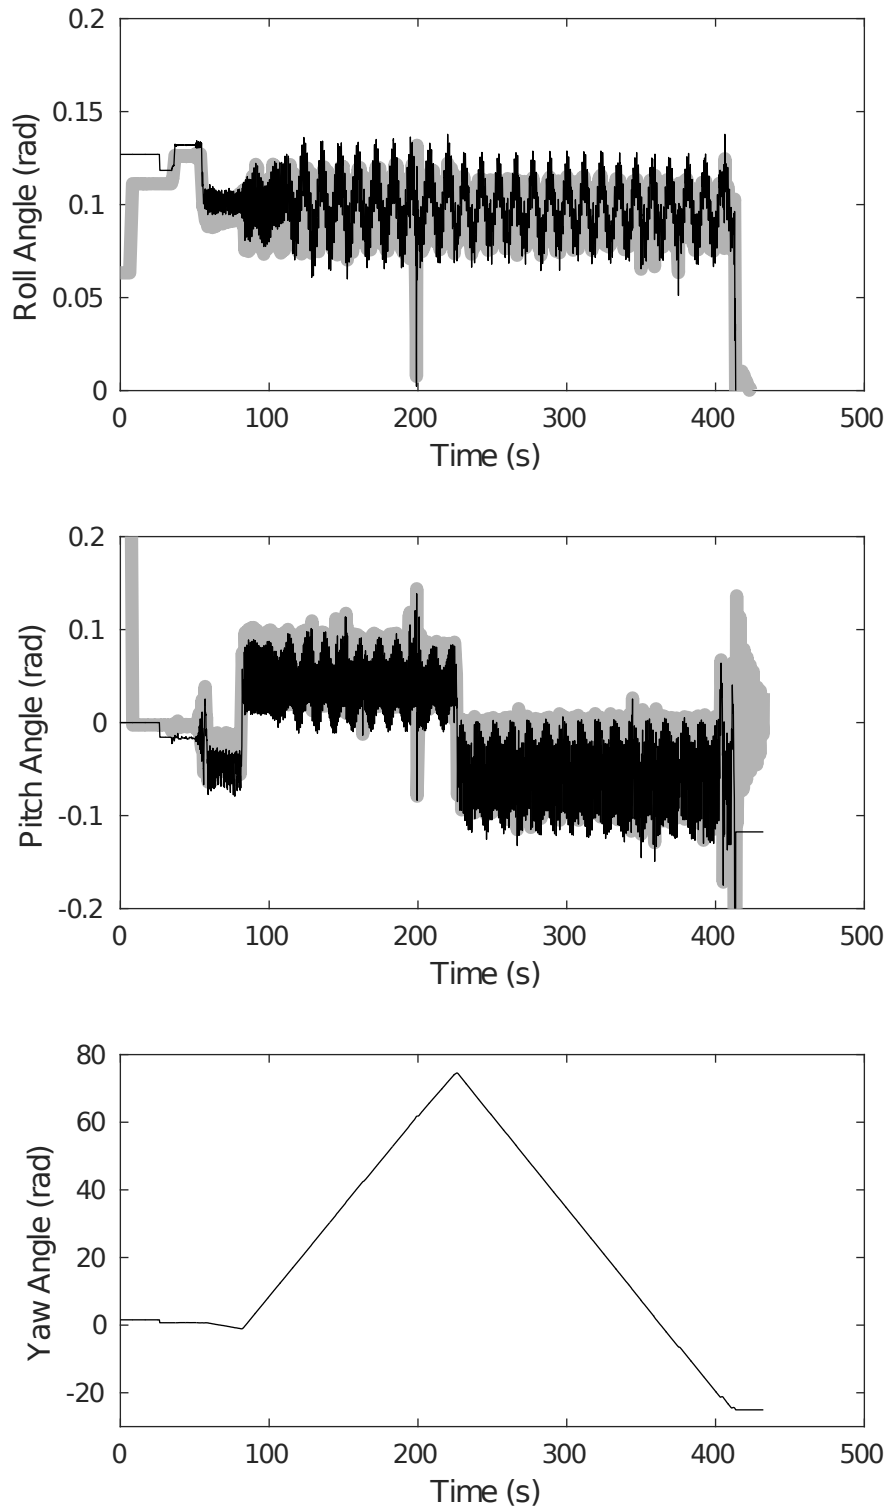 0.2
0.15
0.1
0.05
0
Roll Angle (rad)
0 100 200 300 400 500
Time (s)
0.2
0.1
0
-0.1
-0.2
Pitch Angle (rad)
0 100 200 300 400 500
Time (s)
80
60
40
20
0
-20
Yaw Angle (rad)
0 100 200 300 400 500
Time (s)